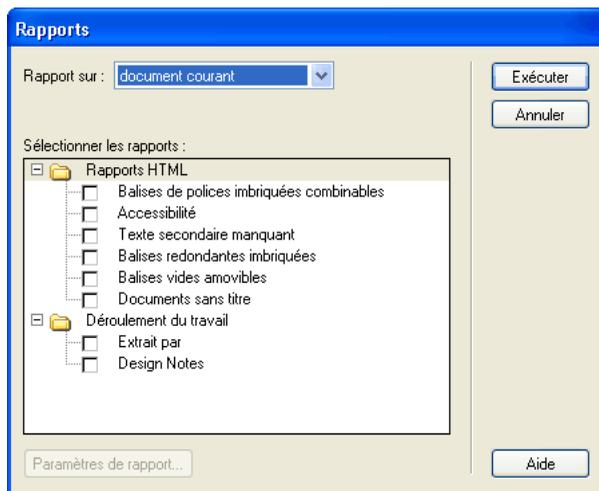 Rapports
Rapport sur : document courant
Exécuter
Annuler
Sélectionner les rapports :
Rapports HTML
Balises de polices imbriquées combinables
Accessibilité
Texte secondaire manquant
Balises redondantes imbriquées
Balises vides amovibles
Documents sans titre
Déroulement du travail
Extrait par
Design Notes
Paramètres de rapport...
Aide